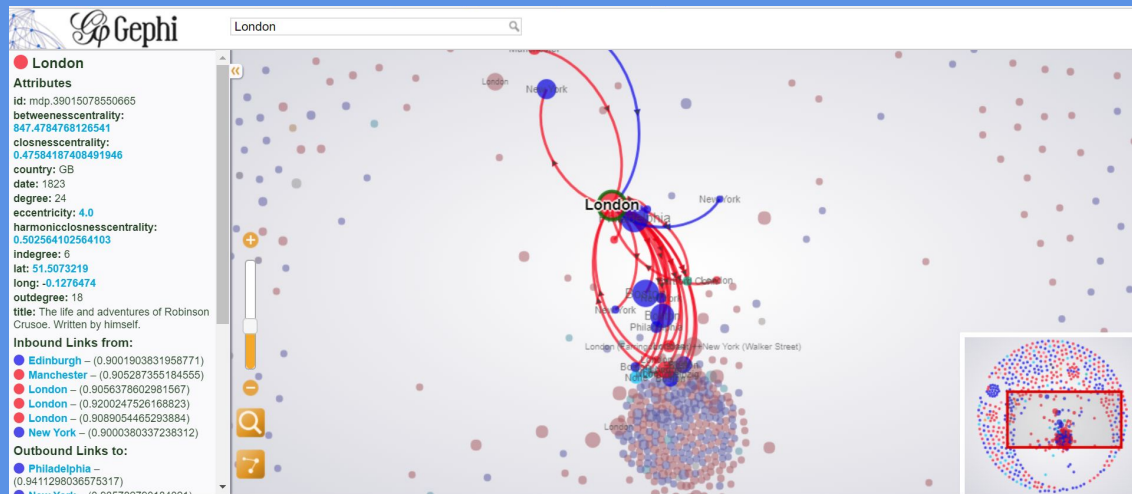 Gephi
London
London
Attributes
id: mdp.39015078550665
betweenesscentrality:
847.4784768126541
closnesscentrality:
0.47584187408491946
country: GB
date: 1823
degree: 24
eccentricity: 4.0
harmonicclosnesscentrality:
0.502564102564103
indegree: 6
lat: 51.5073219
long: -0.1276474
outdegree: 18
title: The life and adventures of Robinson
Crusoe. Written by himself.
Inbound Links from:
Edinburgh – (0.9001903831958771)
Manchester – (0.905287355184555)
London – (0.9056378602981567)
London – (0.9200247526168823)
London – (0.9089054465293884)
New York – (0.9000380337238312)
Outbound Links to:
Philadelphia –
(0.9411298036575317)
London
New York
London
New York
New York
London
New York (Walker Street)
London